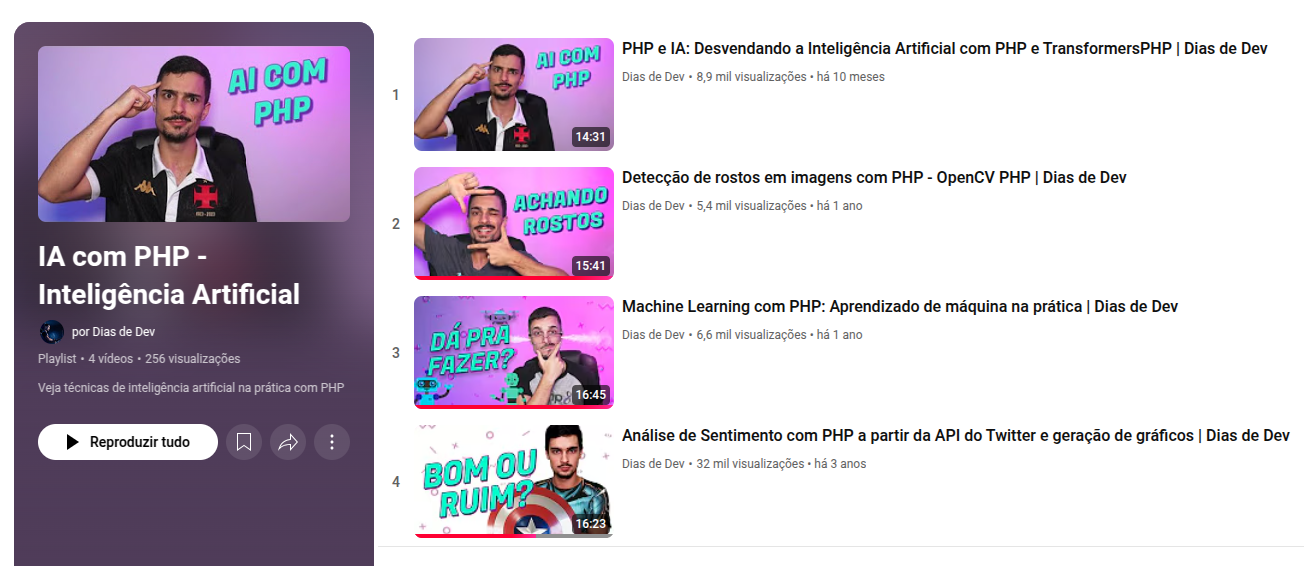 AI COM
PHP
IA com PHP -
Inteligência Artificial
por Dias de Dev
Playlist • 4 vídeos • 256 visualizações
Veja técnicas de inteligência artificial na prática com PHP
Reproduzir tudo
1
AI COM
PHP
14:31
PHP e IA: Desvendando a Inteligência Artificial com PHP e TransformersPHP | Dias de Dev
Dias de Dev • 8,9 mil visualizações • há 10 meses
2
ACHANDO
ROSTOS
15:41
Detecção de rostos em imagens com PHP - OpenCV PHP | Dias de Dev
Dias de Dev • 5,4 mil visualizações • há 1 ano
3
DÁ PRA
FAZER?
16:45
Machine Learning com PHP: Aprendizado de máquina na prática | Dias de Dev
Dias de Dev • 6,6 mil visualizações • há 1 ano
4
BOM OU
RUIM?
16:23
Análise de Sentimento com PHP a partir da API do Twitter e geração de gráficos | Dias de Dev
Dias de Dev • 32 mil visualizações • há 3 anos